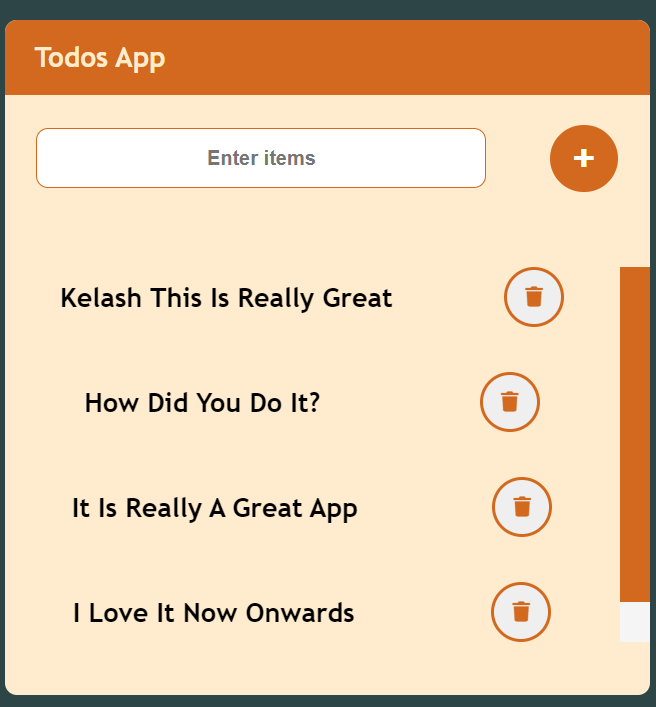 Todos App
Enter items
+
Kelash This Is Really Great
How Did You Do It?
It Is Really A Great App
I Love It Now Onwards